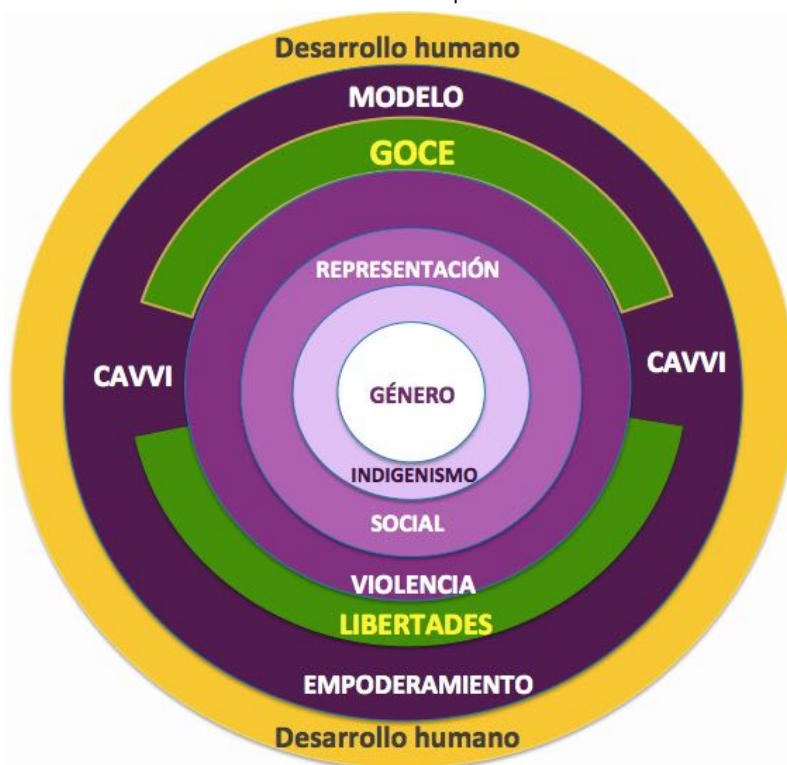 Desarrollo humano
MODELO
GOCE
REPRESENTACIÓN
CAVVI
CAVVI
GÉNERO
INDIGENISMO
SOCIAL
VIOLENCIA
LIBERTADES
EMPODERAMIENTO
Desarrollo humano